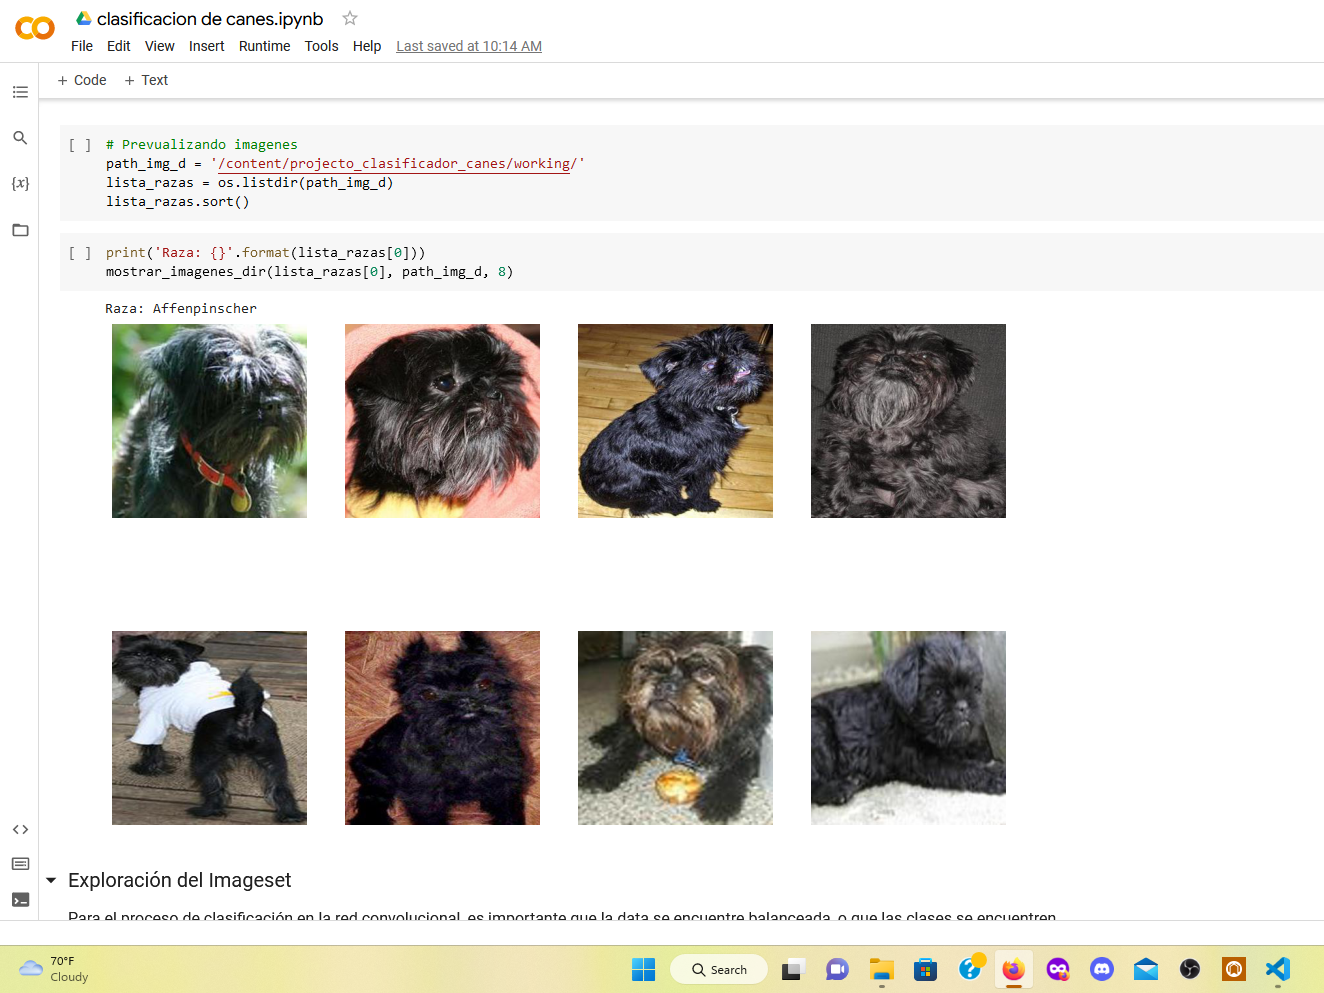 clasificacion de canes.ipynb
File Edit View Insert Runtime Tools Help Last saved at 10:14 AM
+ Code + Text
[ ] # Prevualizando imagenes
path_img_d = '/content/projecto_clasificador_canes/working/'
lista_razas = os.listdir(path_img_d)
lista_razas.sort()
{x}
[ ] print('Raza: {}'.format(lista_razas[0]))
mostrar_imagenes_dir(lista_razas[0], path_img_d, 8)
Raza: Affenpinscher
Exploración del Imageset
Para el proceso de clasificación en la red convolucional, es importante que la data se encuentre balanceada, o que las clases se encuentren
70°F
Cloudy
Search